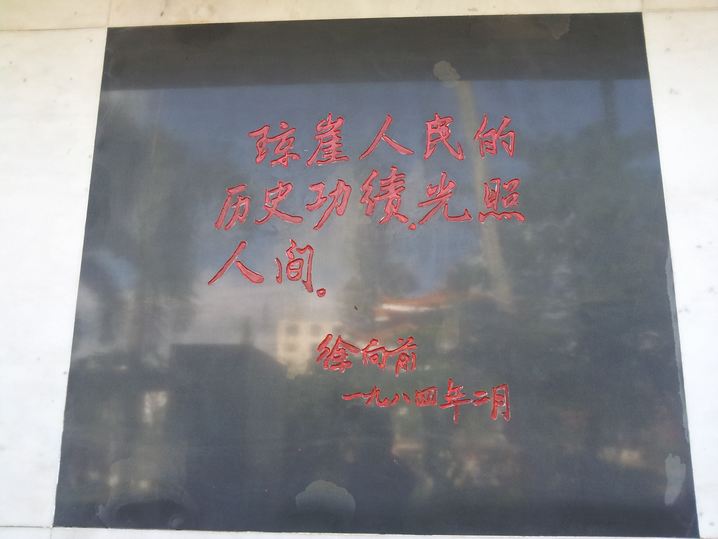 琼崖人民的
历史功绩,光照
人间。
徐向前
一九八四年二月